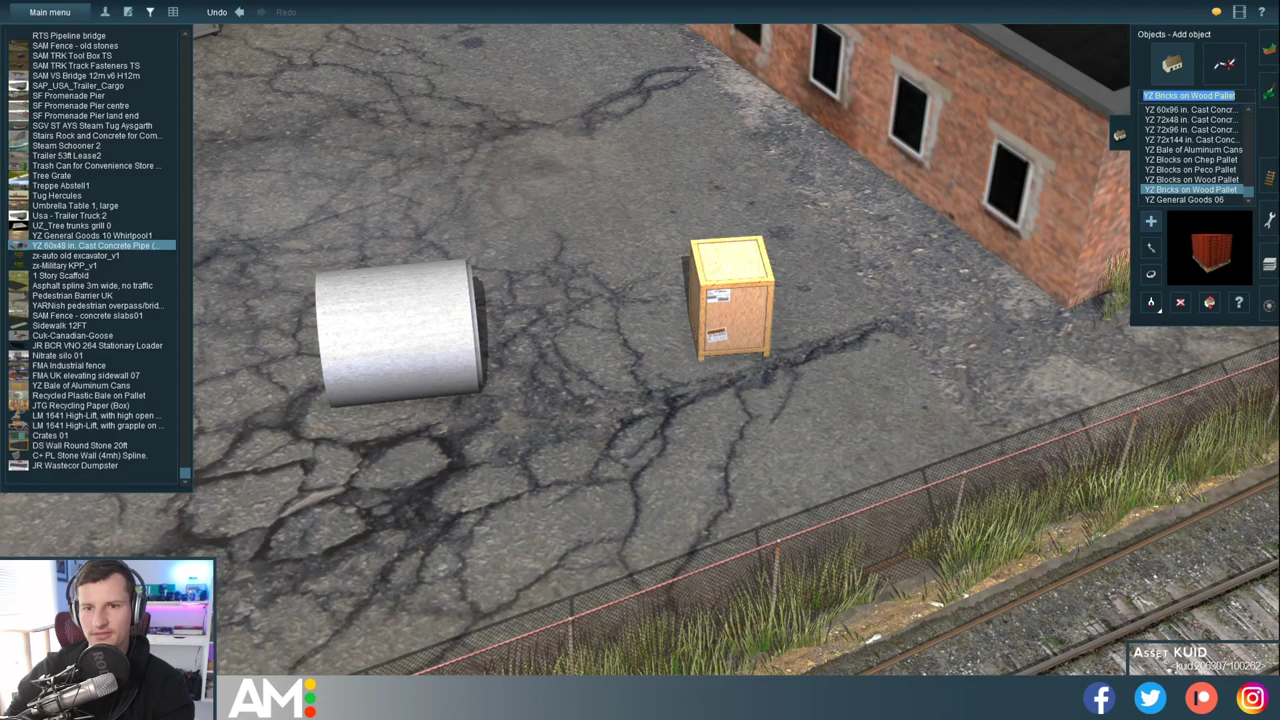 Main menu
Undo
Redo
RTS Pipeline bridge
SAM Fence - old stones
SAM TRK Tool Box TS
SAM TRK Track Fasteners TS
SAM VS Bridge 12m v6 H12m
SAP_USA_Trailer_Cargo
SF Promenade Pier
SF Promenade Pier centre
SF Promenade Pier land end
SGV ST AYS Steam Tug Aysgarth
Stairs Rock and Concrete for Com...
Steam Schooner 2
Trailer 53ft Lease2
Trash Can for Convenience Store ...
Tree Grate
Treppe Abstell1
Tug Hercules
Umbrella Table 1, large
Usa - Trailer Truck 2
UZ_Tree trunks grill 0
YZ General Goods 10 Whirlpool1
YZ 60x48 in. Cast Concrete Pipe (...
zx-auto old excavator_v1
zx-Military KPP_v1
1 Story Scaffold
Asphalt spline 3m wide, no traffic
Pedestrian Barrier UK
YARNish pedestrian overpass/brid...
SAM Fence - concrete slabs01
Sidewalk 12FT
Cuk-Canadian-Goose
JR BCR VNO 264 Stationary Loader
Nitrate silo 01
FMA Industrial fence
FMA UK elevating sidewall 07
YZ Bale of Aluminum Cans
Recycled Plastic Bale on Pallet
JTG Recycling Paper (Box)
LM 1641 High-Lift, with high open ...
LM 1641 High-Lift, with grapple on ...
Crates 01
DS Wall Round Stone 20ft
C+ PL Stone Wall (4mh) Spline.
JR Wastecor Dumpster
Objects - Add object
YZ Bricks on Wood Pallet
YZ 60x96 in. Cast Concr...
YZ 72x48 in. Cast Concr...
YZ 72x96 in. Cast Concr...
YZ 72x144 in. Cast Conc...
YZ Bale of Aluminum Cans
YZ Blocks on Chep Pallet
YZ Blocks on Peco Pallet
YZ Blocks on Wood Pallet
YZ Bricks on Wood Pallet
YZ General Goods 06
?
?
ASSET KUID
<kuid:206307:100262>
RØDE
AM